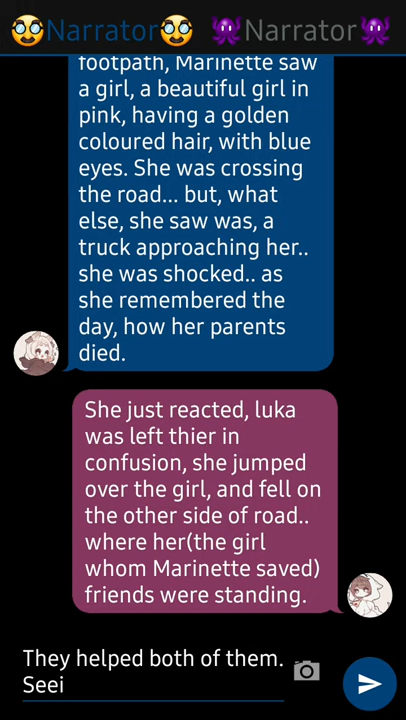 🥸Narrator🥸 🐙Narrator🐙
footpath, Marinette saw
a girl, a beautiful girl in
pink, having a golden
coloured hair, with blue
eyes. She was crossing
the road... but, what
else, she saw was, a
truck approaching her..
she was shocked.. as
she remembered the
day, how her parents
died.
She just reacted, luka
was left thier in
confusion, she jumped
over the girl, and fell on
the other side of road..
where her(the girl
whom Marinette saved)
friends were standing.
They helped both of them.
Seei